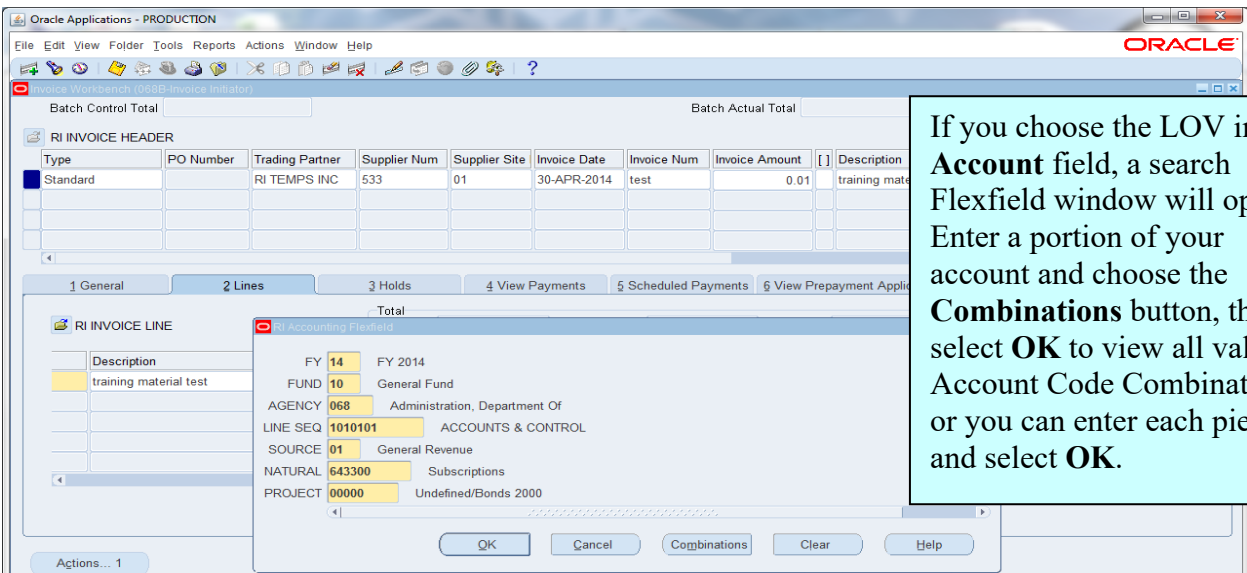 Oracle Applications - PRODUCTION
File Edit View Folder Tools Reports Actions Window Help
ORACLE
Invoice Workbench (068B-Invoice Initiator)
Batch Control Total
Batch Actual Total
RI INVOICE HEADER
Type PO Number Trading Partner Supplier Num Supplier Site Invoice Date Invoice Num Invoice Amount [ ] Description
Standard RI TEMPS INC 533 01 30-APR-2014 test 0.01 training mate
1 General 2 Lines 3 Holds 4 View Payments 5 Scheduled Payments 6 View Prepayment Applic
Total
RI INVOICE LINE
Description
training material test
RI Accounting Flexfield
FY 14 FY 2014
FUND 10 General Fund
AGENCY 068 Administration, Department Of
LINE SEQ 1010101 ACCOUNTS & CONTROL
SOURCE 01 General Revenue
NATURAL 643300 Subscriptions
PROJECT 00000 Undefined/Bonds 2000
OK Cancel Combinations Clear Help
Actions... 1
If you choose the LOV in
Account field, a search
Flexfield window will op
Enter a portion of your
account and choose the
Combinations button, th
select OK to view all val
Account Code Combinat
or you can enter each pie
and select OK.